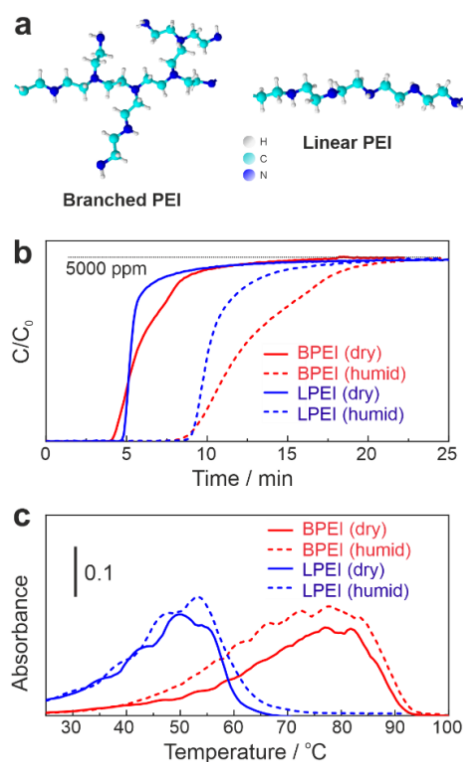 a
H
C
N
Branched PEI
Linear PEI
b
5000 ppm
C/C₀
BPEI (dry)
BPEI (humid)
LPEI (dry)
LPEI (humid)
0
5
10
15
20
25
Time / min
c
0.1
Absorbance
BPEI (dry)
BPEI (humid)
LPEI (dry)
LPEI (humid)
30
40
50
60
70
80
90
100
Temperature / °C